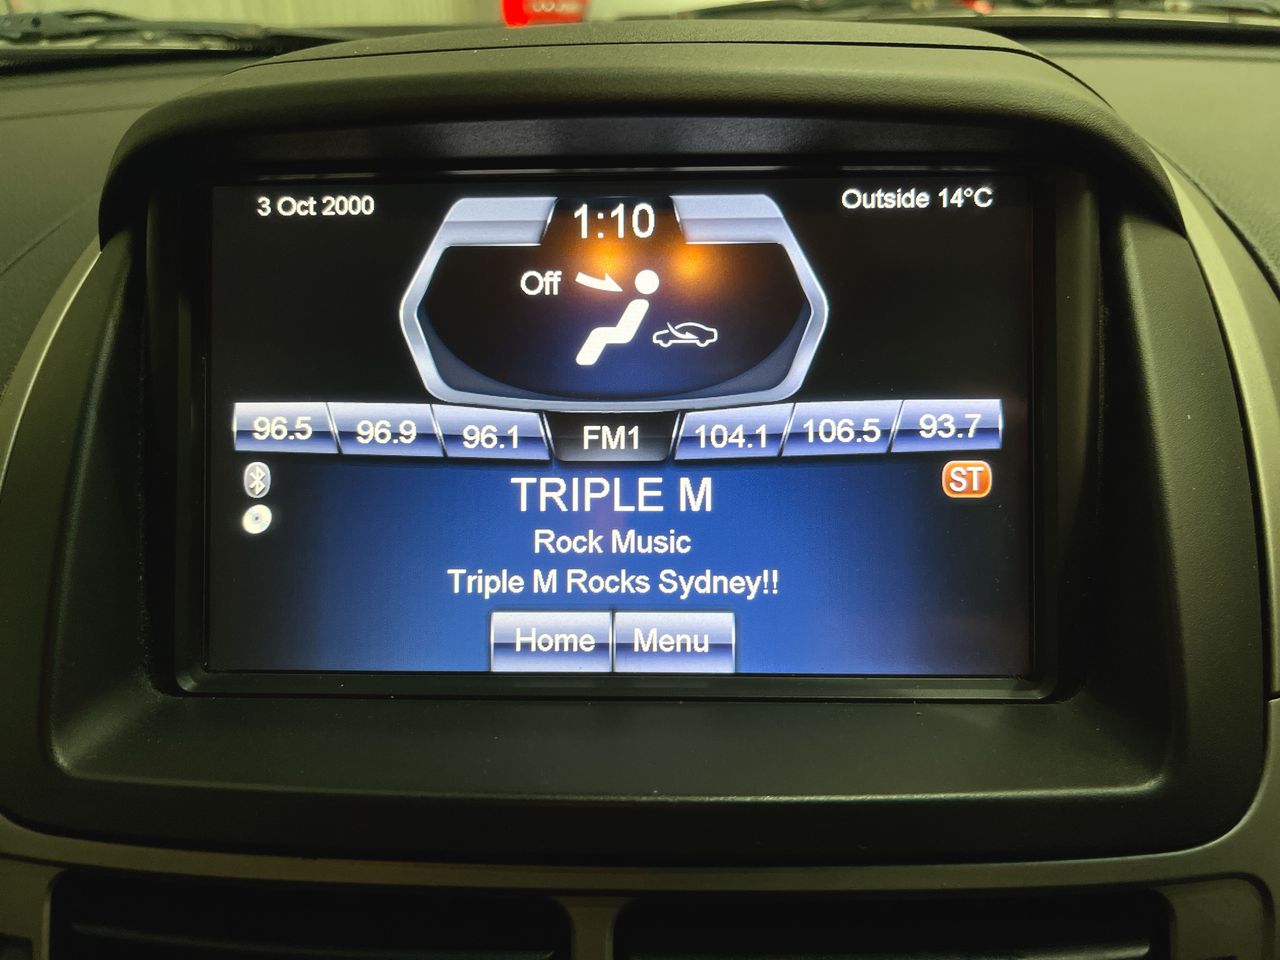 3 Oct 2000
1:10
Outside 14°C
Off
96.5 96.9 96.1 FM1 104.1 106.5 93.7
ST
TRIPLE M
Rock Music
Triple M Rocks Sydney!!
Home Menu